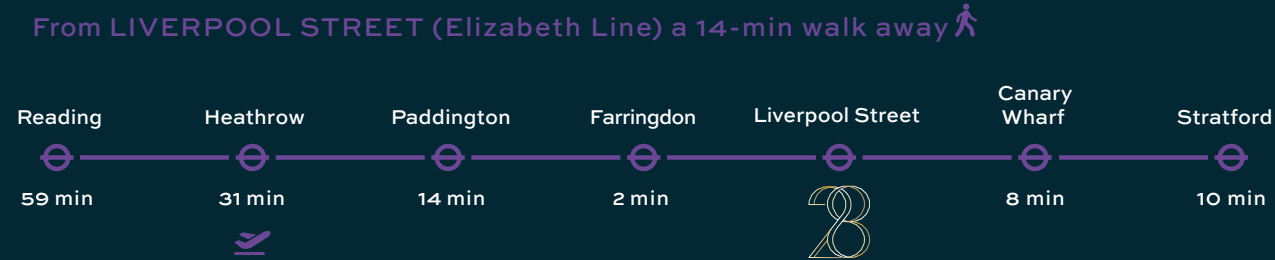 From LIVERPOOL STREET (Elizabeth Line) a 14-min walk away
Reading
Heathrow
Paddington
Farringdon
Liverpool Street
Canary
Wharf
Stratford
59 min
31 min
14 min
2 min
28
8 min
10 min